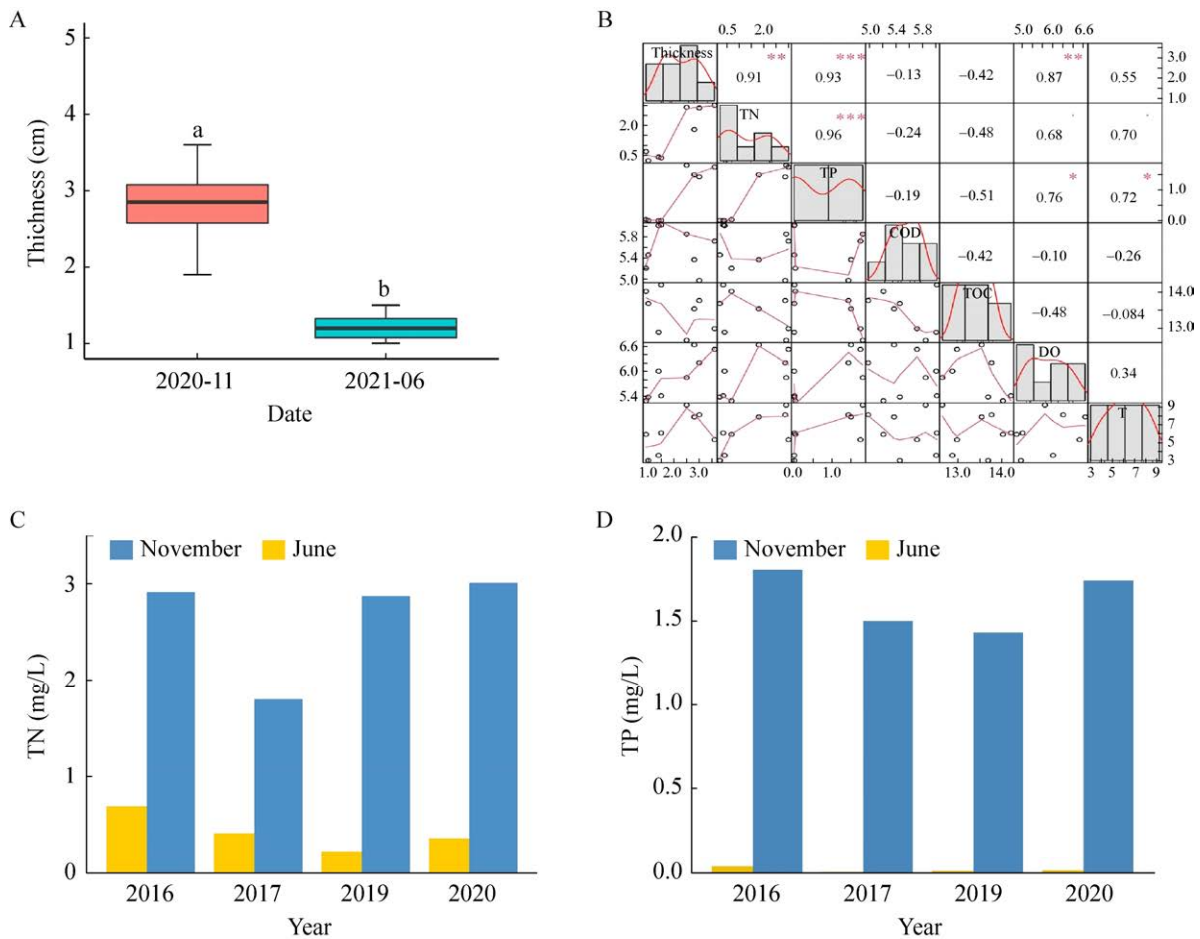 A
Thichness (cm)
5
4
3
2
1
a
b
2020-11
2021-06
Date
B
0.5 2.0
5.0 5.4 5.8
5.0 6.0 6.6
Thickness
**
0.91
***
0.93
−0.13
−0.42
**
0.87
0.55
3.0
2.0
1.0
2.0
0.5
TN
***
0.96
−0.24
−0.48
0.68
0.70
TP
−0.19
−0.51
*
0.76
*
0.72
1.0
0.0
5.8
5.4
5.0
COD
−0.42
−0.10
−0.26
TOC
−0.48
−0.084
14.0
13.0
6.6
6.0
5.4
DO
0.34
T
9
7
5
3
1.0 2.0 3.0
0.0 1.0
13.0 14.0
3 5 7 9
C
November June
TN (mg/L)
3
2
1
0
2016 2017 2019 2020
Year
D
November June
TP (mg/L)
2.0
1.5
1.0
0.5
0.0
2016 2017 2019 2020
Year